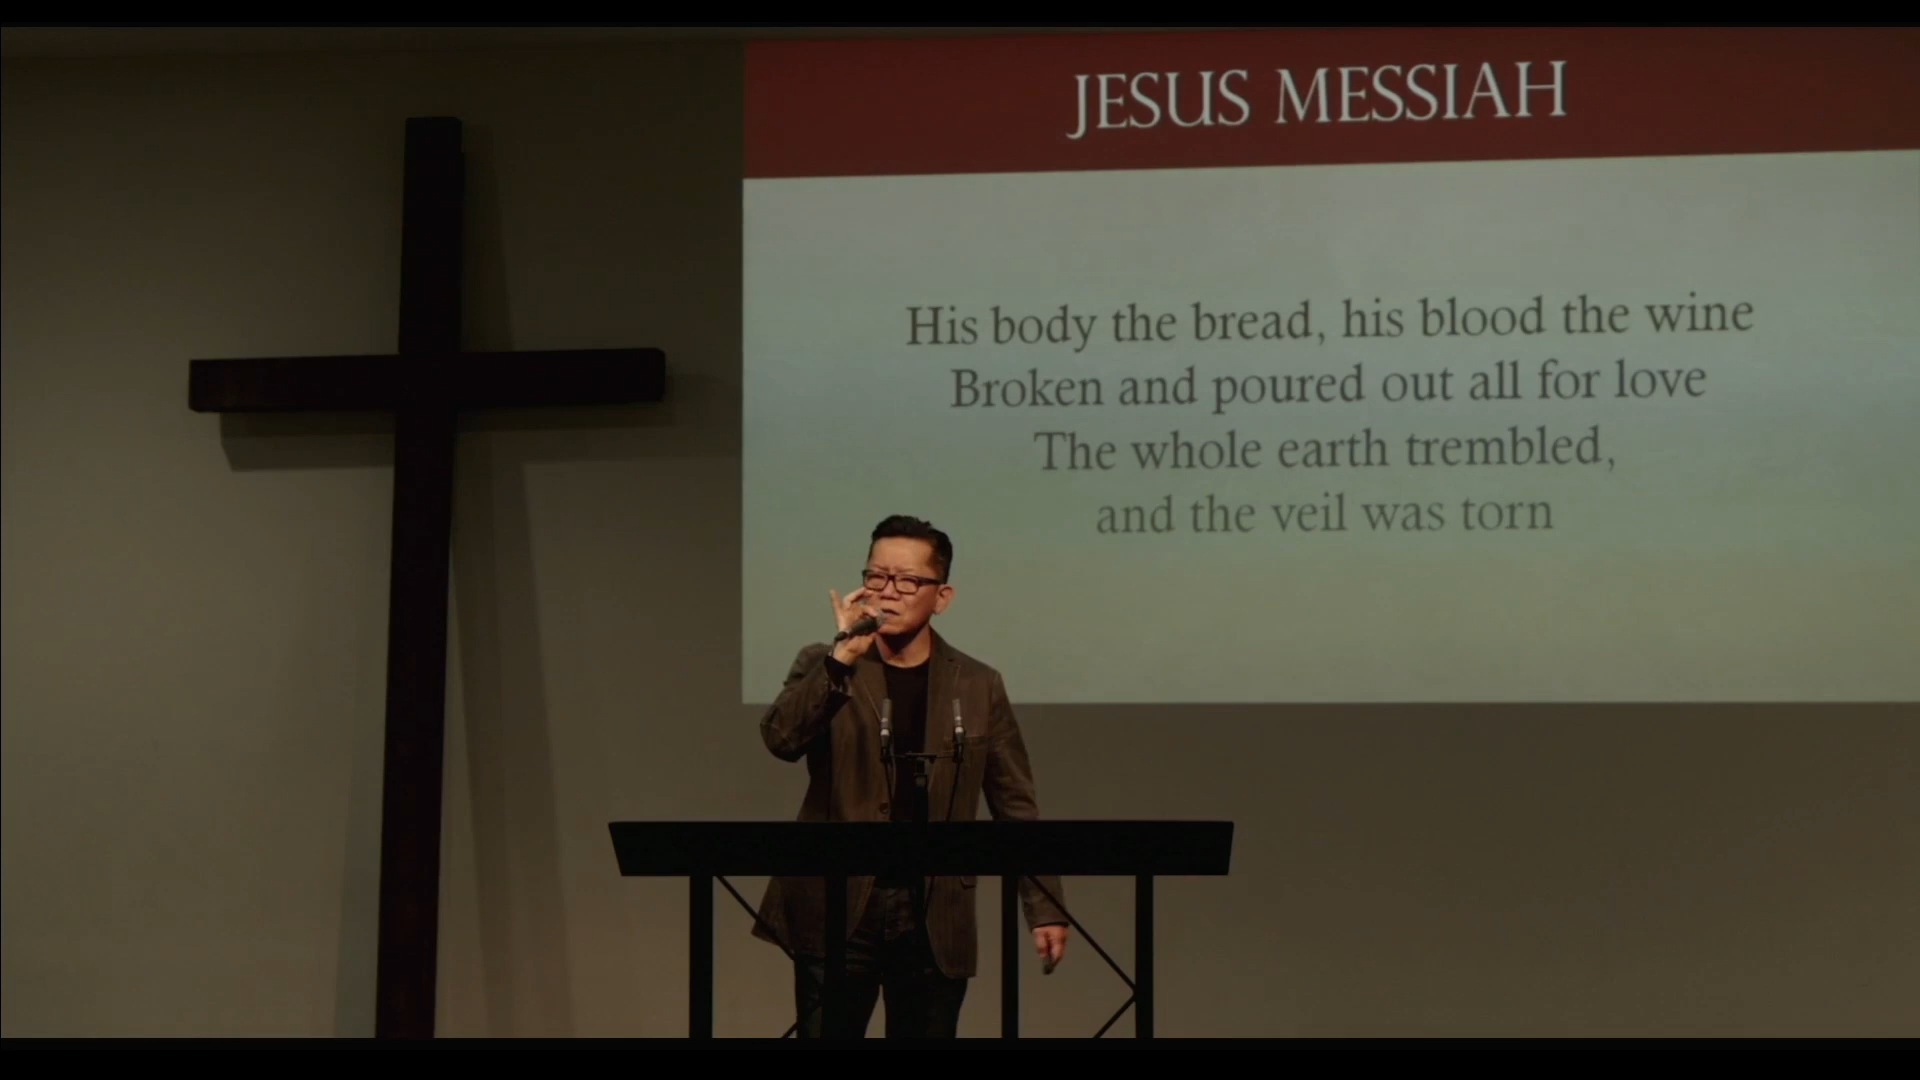 JESUS MESSIAH
His body the bread, his blood the wine
Broken and poured out all for love
The whole earth trembled,
and the veil was torn